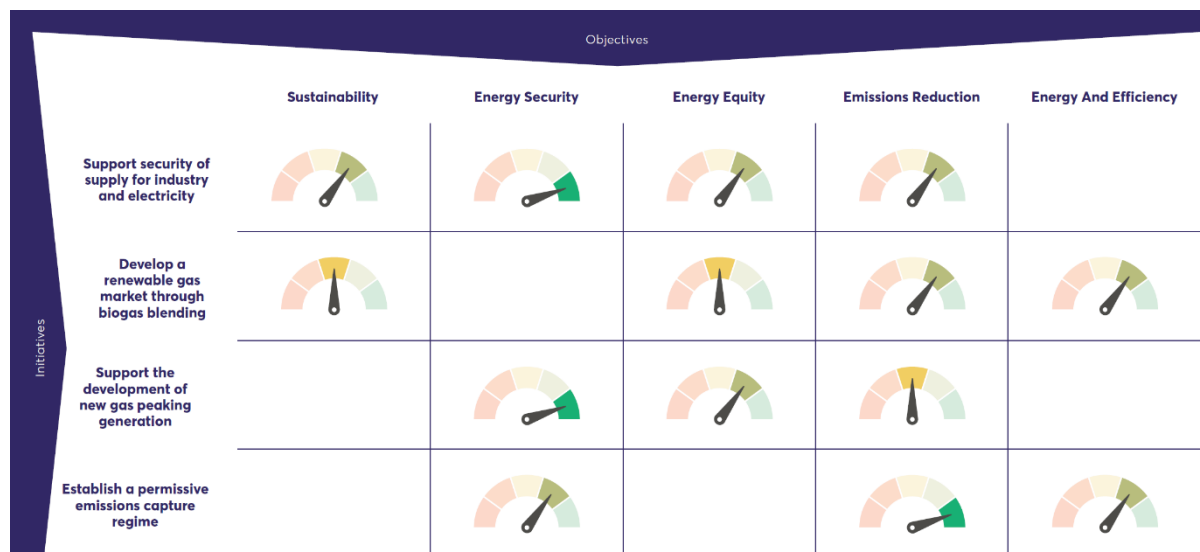 Objectives
Sustainability
Energy Security
Energy Equity
Emissions Reduction
Energy And Efficiency
Initiatives
Support security of
supply for industry
and electricity
Develop a
renewable gas
market through
biogas blending
Support the
development of
new gas peaking
generation
Establish a permissive
emissions capture
regime